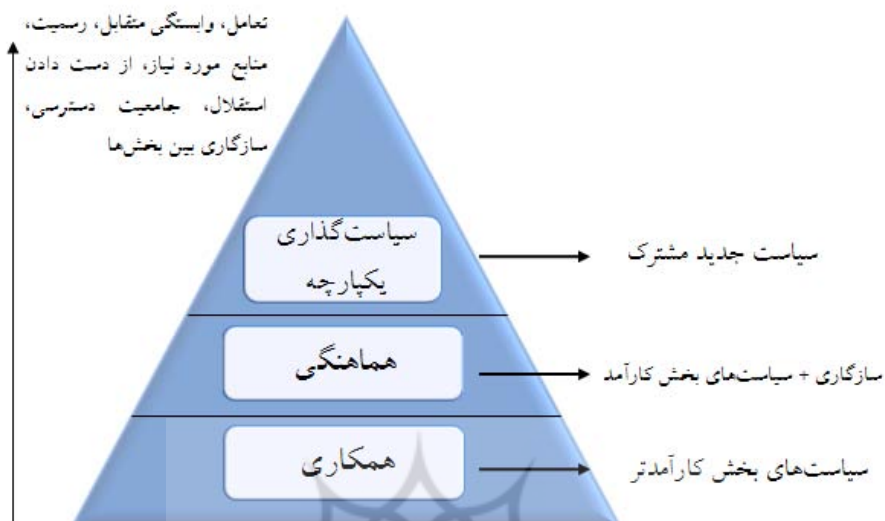 تعامل، وابستگی متقابل، رسمیت،
منابع مورد نیاز، از دست دادن
استقلال، جامعیت دسترسی،
سازگاری بین بخش‌ها
سیاست‌گذاری
یکپارچه
سیاست جدید مشترک
هماهنگی
سازگاری + سیاست‌های بخش کارآمد
همکاری
سیاست‌های بخش کارآمدتر